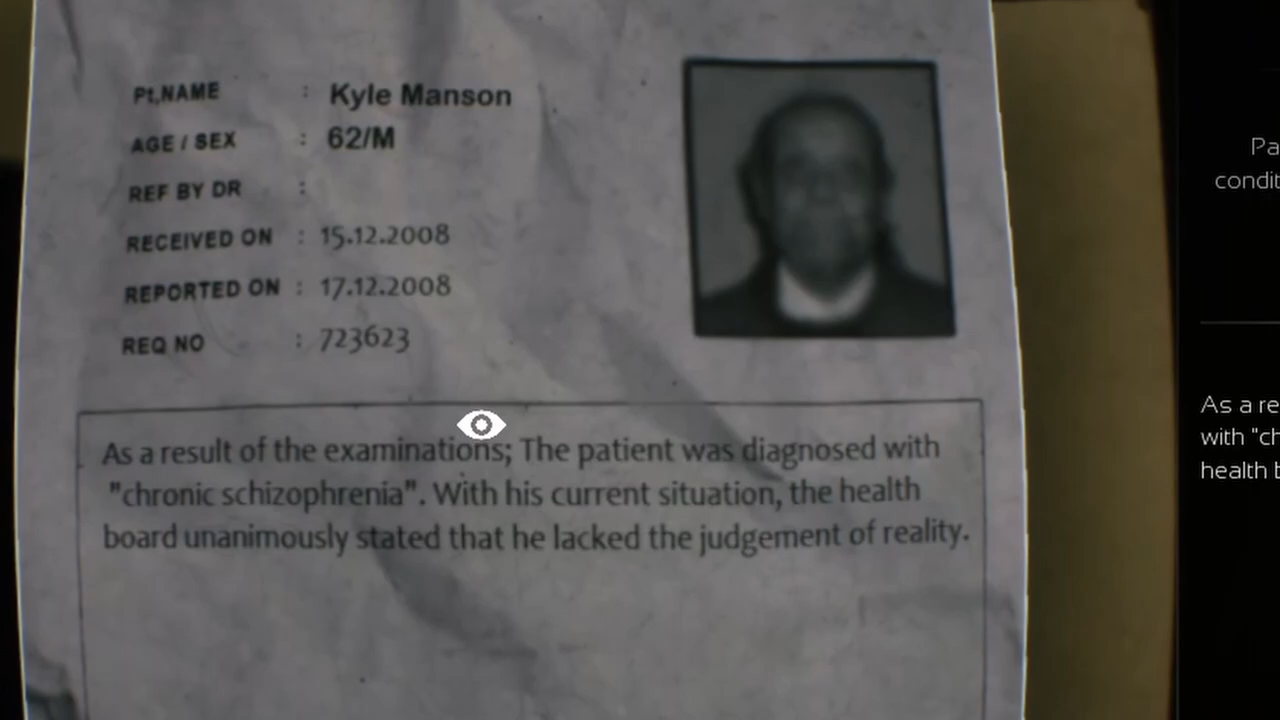 Pt,NAME : Kyle Manson
AGE / SEX : 62/M
REF BY DR :
RECEIVED ON : 15.12.2008
REPORTED ON : 17.12.2008
REQ NO : 723623
As a result of the examinations; The patient was diagnosed with
"chronic schizophrenia". With his current situation, the health
board unanimously stated that he lacked the judgement of reality.
Pa
condit
As a re
with "ch
health b